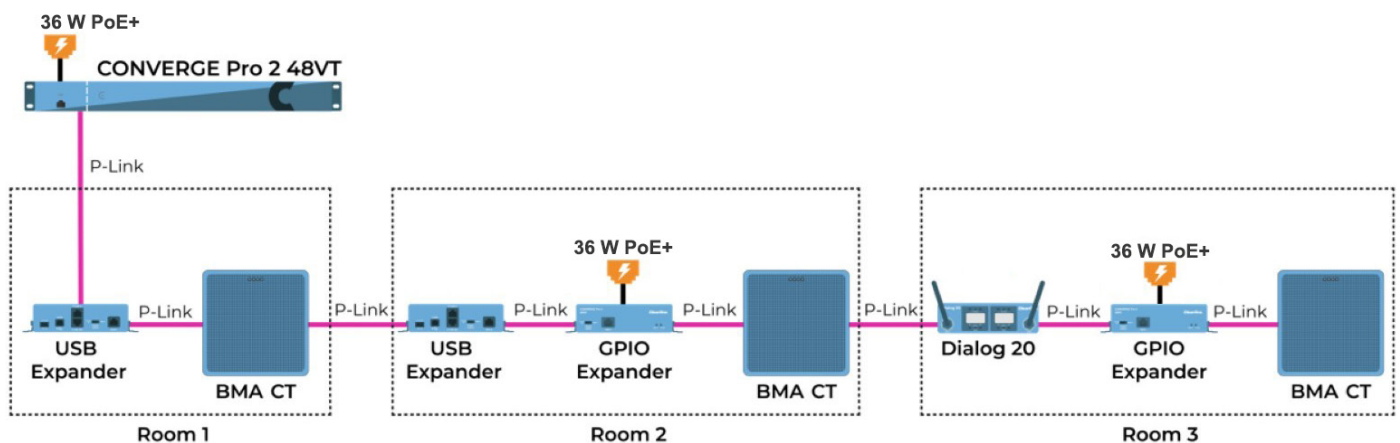 36 W PoE+
CONVERGE Pro 2 48VT
P-Link
36 W PoE+
36 W PoE+
P-Link
P-Link
P-Link
P-Link
P-Link
P-Link
P-Link
USB
Expander
BMA CT
USB
Expander
GPIO
Expander
BMA CT
Dialog 20
GPIO
Expander
BMA CT
Room 1
Room 2
Room 3